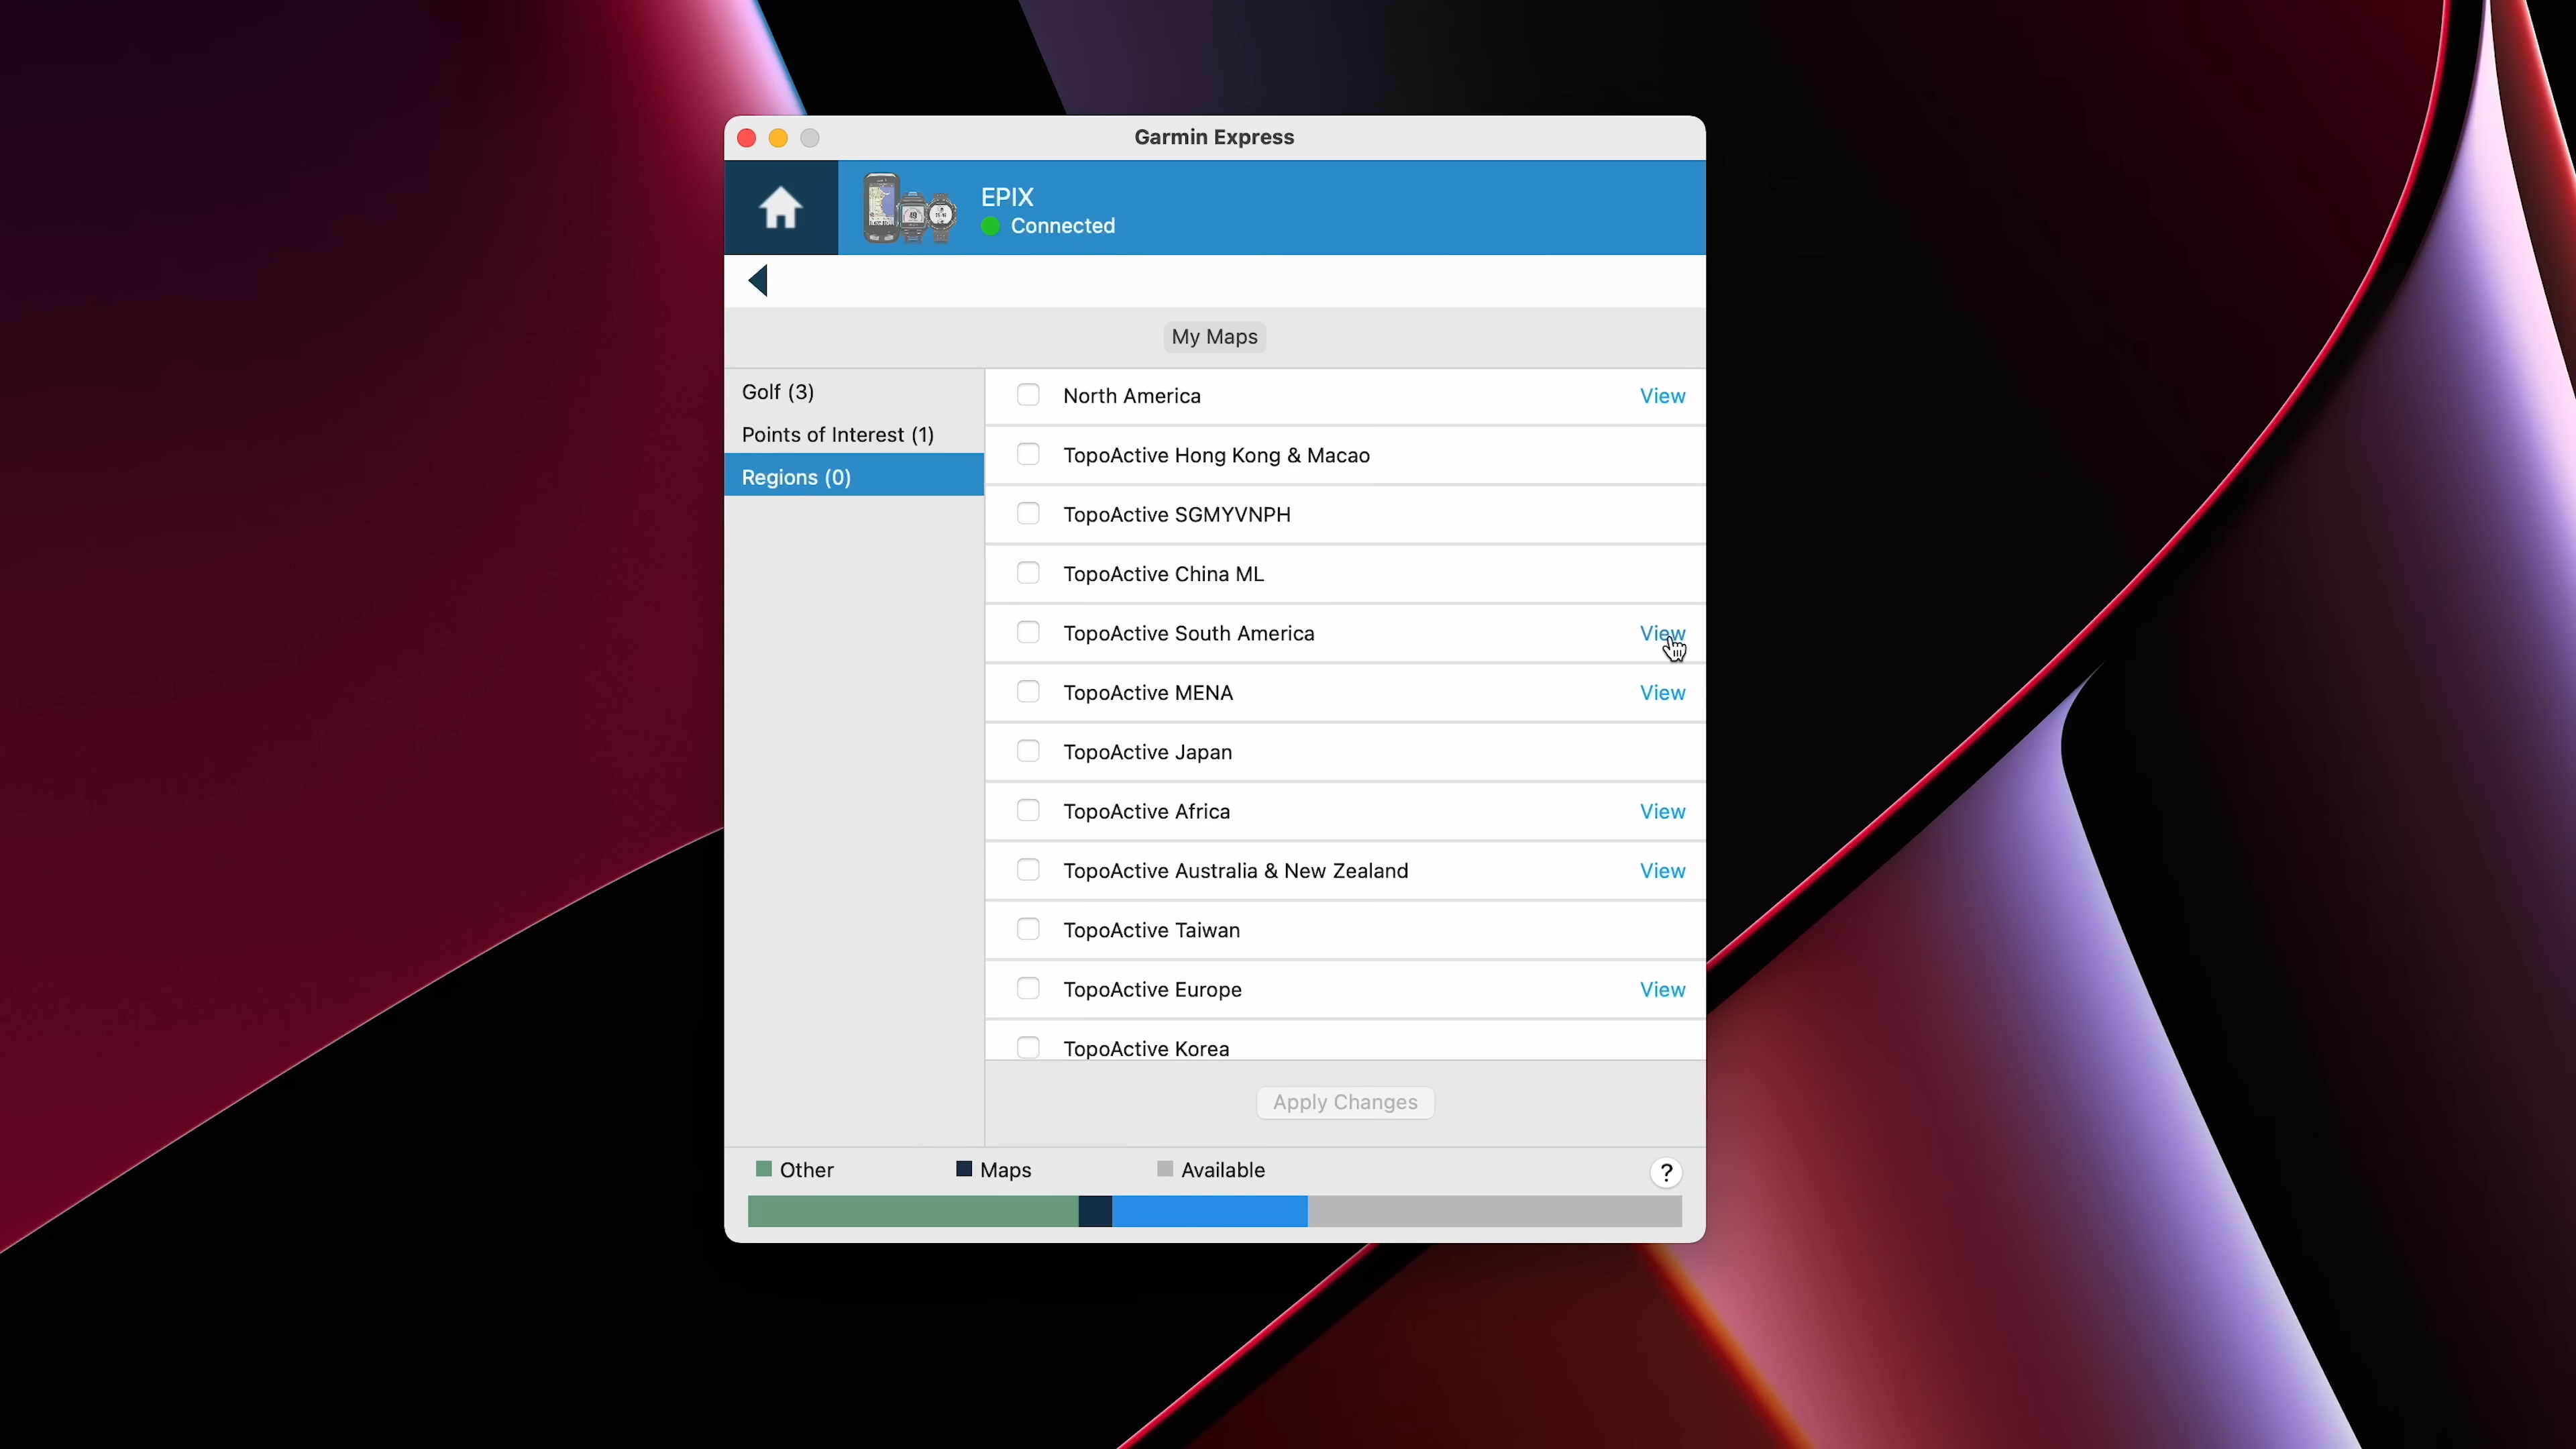 Garmin Express
EPIX
Connected
My Maps
Golf (3)
Points of Interest (1)
Regions (0)
North America View
TopoActive Hong Kong & Macao
TopoActive SGMYVNPH
TopoActive China ML
TopoActive South America View
TopoActive MENA View
TopoActive Japan
TopoActive Africa View
TopoActive Australia & New Zealand View
TopoActive Taiwan
TopoActive Europe View
TopoActive Korea
Apply Changes
Other Maps Available ?